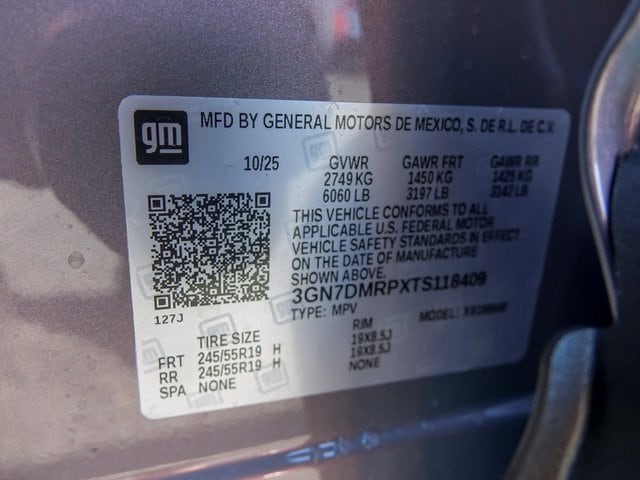 gm
MFD BY GENERAL MOTORS DE MEXICO, S. DE R.L. DE C.V.
10/25 GVWR GAWR FRT GAWR RR
2749 KG 1450 KG 1425 KG
6060 LB 3197 LB 3142 LB
THIS VEHICLE CONFORMS TO ALL
APPLICABLE U.S. FEDERAL MOTOR
VEHICLE SAFETY STANDARDS IN EFFECT
ON THE DATE OF MANUFACTURE
SHOWN ABOVE.
3GN7DMRPXTS118409
127J
TYPE: MPV MODEL:
TIRE SIZE RIM
FRT 245/55R19 H 19X8.5J
RR 245/55R19 H 19X8.5J
SPA NONE NONE